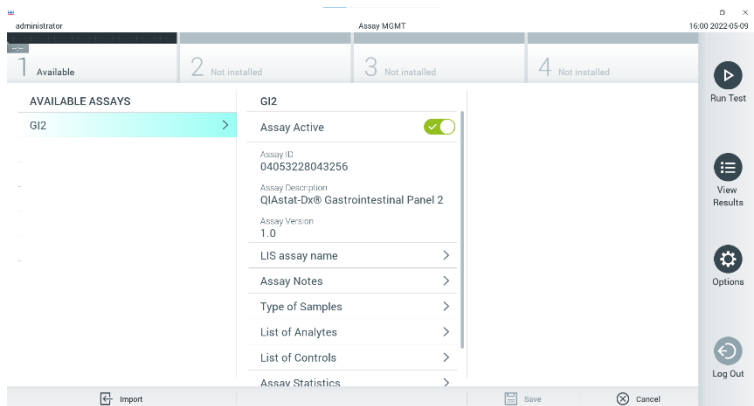 administrator
Assay MGMT
16:00 2022-05-09
1 Available
2 Not installed
3 Not installed
4 Not installed
Run Test
View
Results
Options
Log Out
AVAILABLE ASSAYS
GI2
GI2
Assay Active
Assay ID
04053228043256
Assay Description
QIAstat-Dx® Gastrointestinal Panel 2
Assay Version
1.0
LIS assay name
Assay Notes
Type of Samples
List of Analytes
List of Controls
Assay Statistics
Import
Save
Cancel